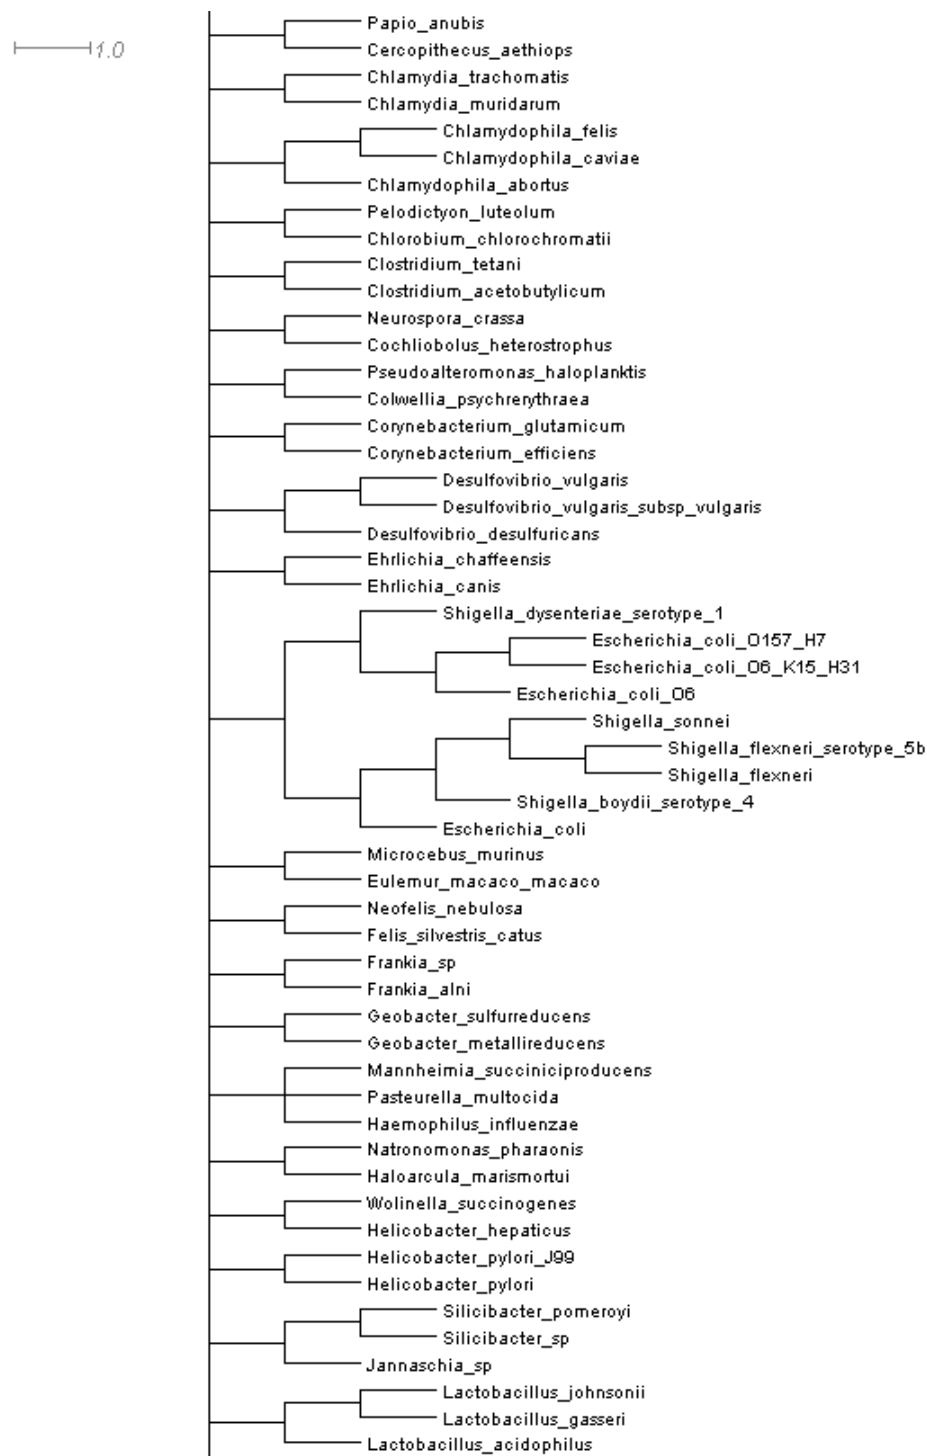 Papio_anubis
1.0
Cercopithecus_aethiops
Chlamydia_trachomatis
Chlamydia_muridarum
Chlamydophila_felis
Chlamydophila_caviae
Chlamydophila_abortus
Pelodictyon_luteolum
Chlorobium_chlorochromatii
Clostridium_tetani
Clostridium_acetobutylicum
Neurospora_crassa
Cochliobolus_heterostrophus
Pseudoalteromonas_haloplanktis
Colwellia_psychrerythraea
Corynebacterium_glutamicum
Corynebacterium_efficiens
Desulfovibrio_vulgaris
Desulfovibrio_vulgaris_subsp_vulgaris
Desulfovibrio_desulfuricans
Ehrlichia_chaffeensis
Ehrlichia_canis
Shigella_dysenteriae_serotype_1
Escherichia_coli_O157_H7
Escherichia_coli_O6_K15_H31
Escherichia_coli_O6
Shigella_sonnei
Shigella_flexneri_serotype_5b
Shigella_flexneri
Shigella_boydii_serotype_4
Escherichia_coli
Microcebus_murinus
Eulemur_macaco_macaco
Neofelis_nebulosa
Felis_silvestris_catus
Frankia_sp
Frankia_alni
Geobacter_sulfurreducens
Geobacter_metallireducens
Mannheimia_succiniciproducens
Pasteurella_multocida
Haemophilus_influenzae
Natronomonas_pharaonis
Haloarcula_marismortui
Wolinella_succinogenes
Helicobacter_hepaticus
Helicobacter_pylori_J99
Helicobacter_pylori
Silicibacter_pomeroyi
Silicibacter_sp
Jannaschia_sp
Lactobacillus_johnsonii
Lactobacillus_gasseri
Lactobacillus_acidophilus